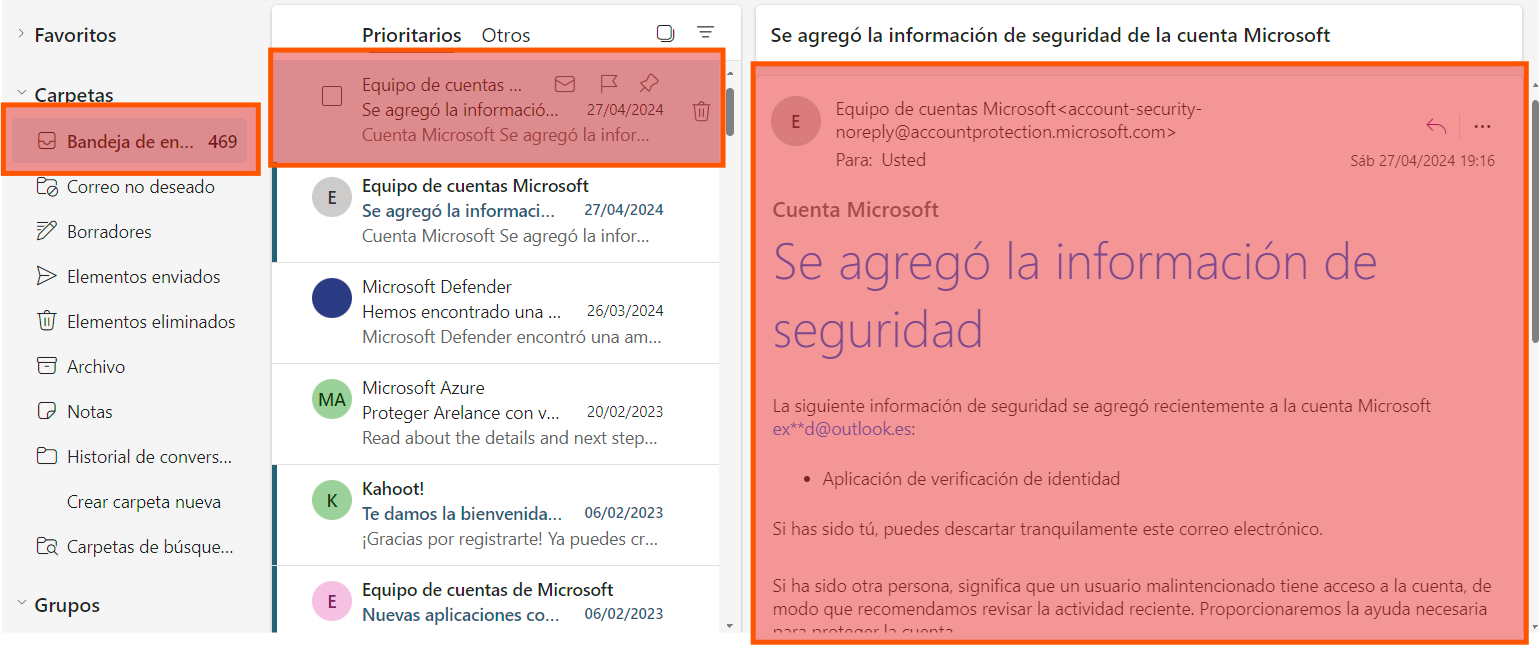 Favoritos
Carpetas
Bandeja de en... 469
Correo no deseado
Borradores
Elementos enviados
Elementos eliminados
Archivo
Notas
Historial de convers...
Crear carpeta nueva
Carpetas de búsque...
Grupos
Prioritarios Otros
Equipo de cuentas ...
Se agregó la informació... 27/04/2024
Cuenta Microsoft Se agregó la infor...
E
Equipo de cuentas Microsoft
Se agregó la informaci... 27/04/2024
Cuenta Microsoft Se agregó la infor...
Microsoft Defender
Hemos encontrado una ... 26/03/2024
Microsoft Defender encontró una am...
MA
Microsoft Azure
Proteger Arelance con v... 20/02/2023
Read about the details and next step...
K
Kahoot!
Te damos la bienvenida... 06/02/2023
¡Gracias por registrarte! Ya puedes cr...
E
Equipo de cuentas de Microsoft
Nuevas aplicaciones co... 06/02/2023
Se agregó la información de seguridad de la cuenta Microsoft
E
Equipo de cuentas Microsoft<account-security-
noreply@accountprotection.microsoft.com>
Para: Usted
Sáb 27/04/2024 19:16
Cuenta Microsoft
Se agregó la información de
seguridad
La siguiente información de seguridad se agregó recientemente a la cuenta Microsoft
ex**d@outlook.es:
• Aplicación de verificación de identidad
Si has sido tú, puedes descartar tranquilamente este correo electrónico.
Si ha sido otra persona, significa que un usuario malintencionado tiene acceso a la cuenta, de
modo que recomendamos revisar la actividad reciente. Proporcionaremos la ayuda necesaria
para proteger la cuenta.